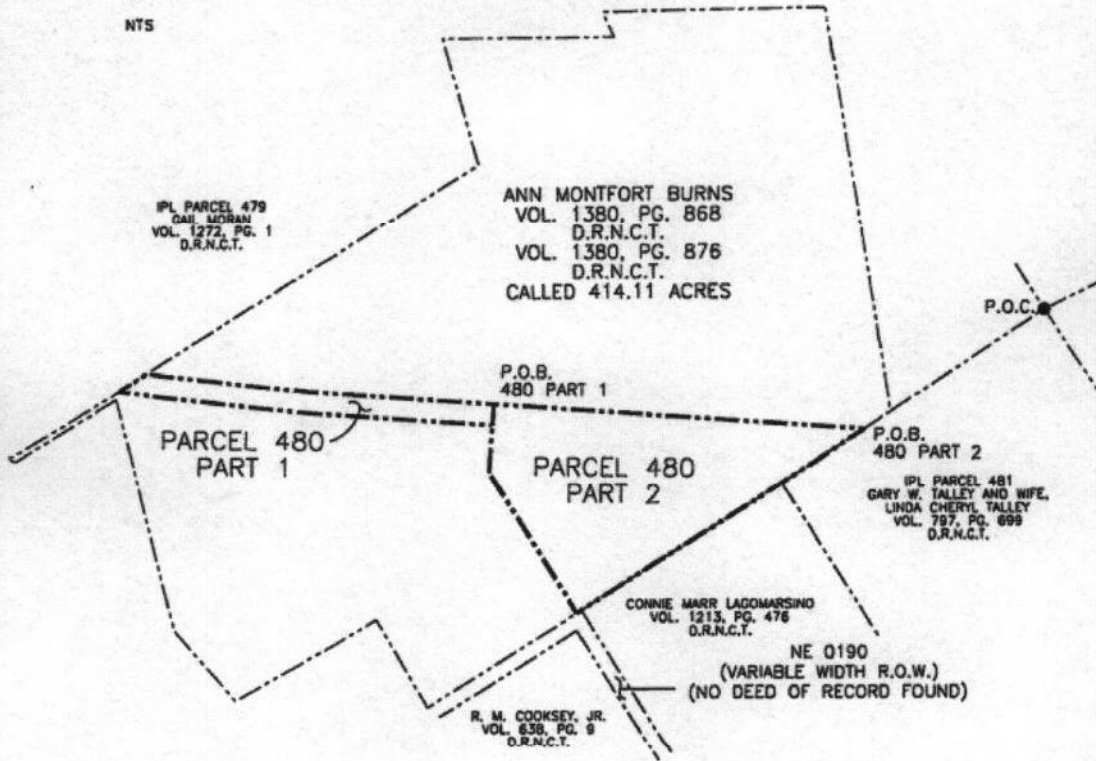 NTS
ANN MONTFORT BURNS
VOL. 1380, PG. 868
D.R.N.C.T.
VOL. 1380, PG. 876
D.R.N.C.T.
CALLED 414.11 ACRES
IPL PARCEL 479
GAIL MORAN
VOL. 1272, PG. 1
D.R.N.C.T.
P.O.C.
P.O.B.
480 PART 1
PARCEL 480
PART 1
PARCEL 480
PART 2
P.O.B.
480 PART 2
IPL PARCEL 481
GARY W. TALLEY AND WIFE,
LINDA CHERYL TALLEY
VOL. 797, PG. 699
D.R.N.C.T.
CONNIE MARR LAGOMARSINO
VOL. 1213, PG. 476
D.R.N.C.T.
NE 0190
(VARIABLE WIDTH R.O.W.)
(NO DEED OF RECORD FOUND)
R. M. COOKSEY, JR.
VOL. 638, PG. 9
D.R.N.C.T.